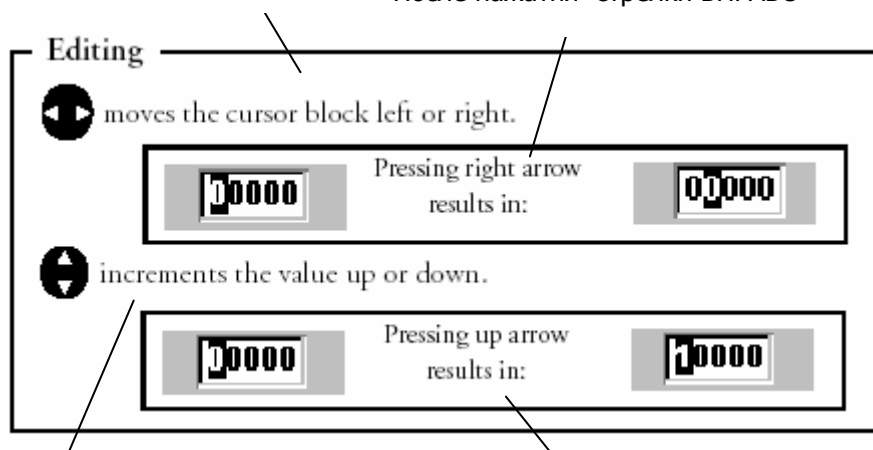 Editing
moves the cursor block left or right.
00000
Pressing right arrow
results in:
00000
increments the value up or down.
00000
Pressing up arrow
results in:
10000